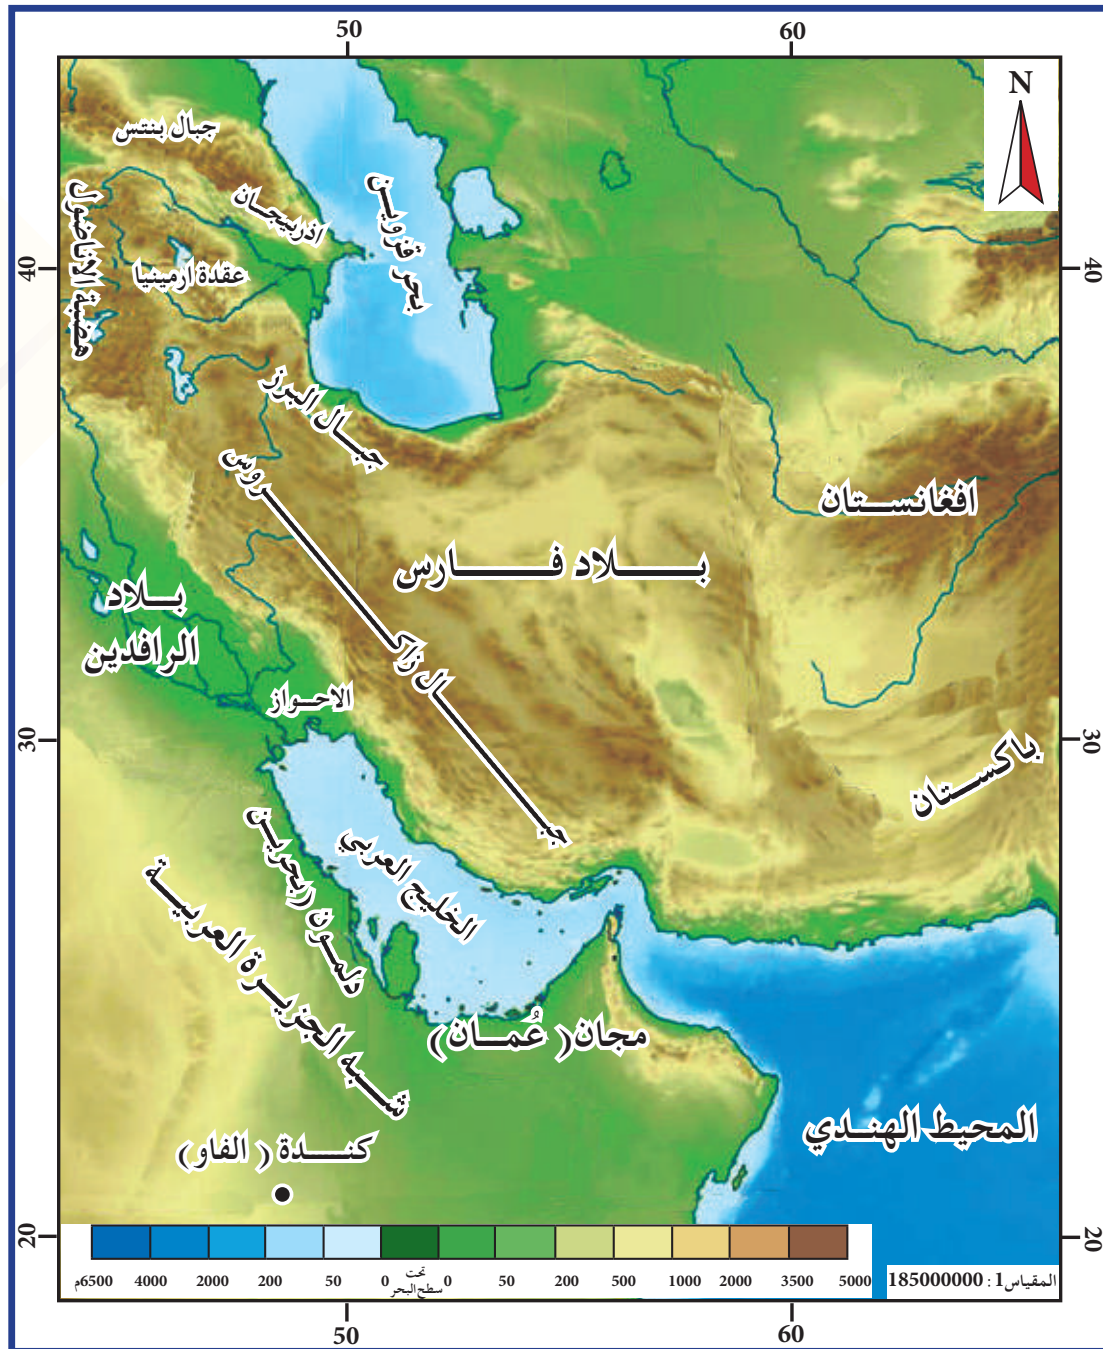 50
60
N
جبال بنتس
اذربيجان
بحر قزوين
هضبة الاناضول
عقدة ارمينيا
40
40
جبال البرز
افغانستان
بلاد فارس
جبال زاكروس
بلاد
الرافدين
الاحواز
30
30
باكستان
الخليج العربي
دلمون (بحرين
شبه الجزيرة العربية
مجان (عُمان)
المحيط الهندي
كندة (الفاو)
20
20
6500م
4000
2000
200
50
0
تحت
سطح البحر
0
50
200
500
1000
2000
3500
5000
المقياس 1 : 185000000
50
60